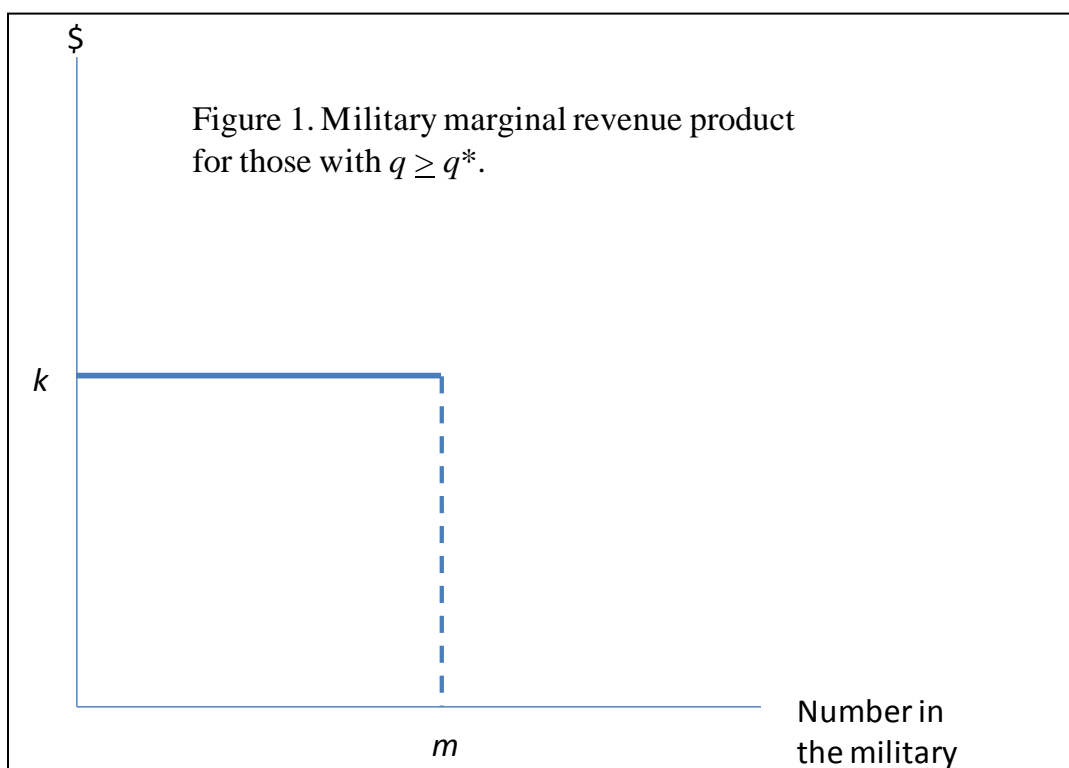 $
Figure 1. Military marginal revenue product
for those with q ≥ q*.
k
m
Number in
the military